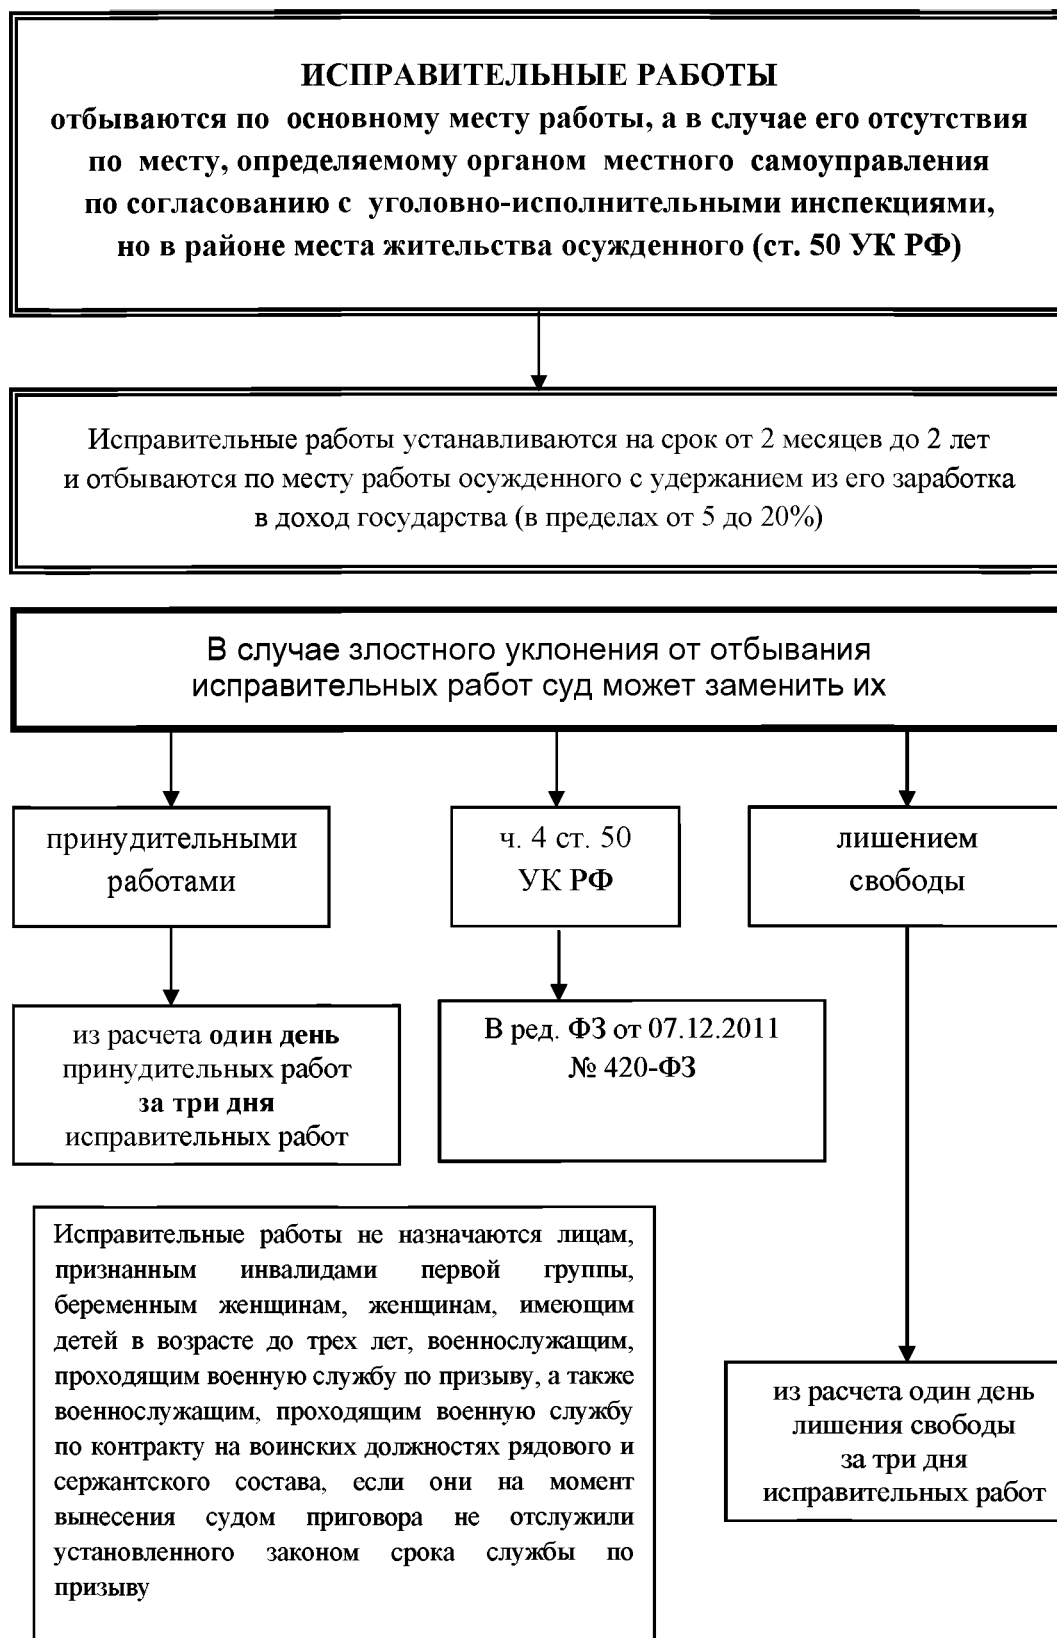 ИСПРАВИТЕЛЬНЫЕ РАБОТЫ
отбываются по основному месту работы, а в случае его отсутствия
по месту, определяемому органом местного самоуправления
по согласованию с уголовно-исполнительными инспекциями,
но в районе места жительства осужденного (ст. 50 УК РФ)
Исправительные работы устанавливаются на срок от 2 месяцев до 2 лет
и отбываются по месту работы осужденного с удержанием из его заработка
в доход государства (в пределах от 5 до 20%)
В случае злостного уклонения от отбывания
исправительных работ суд может заменить их
принудительными
работами
ч. 4 ст. 50
УК РФ
лишением
свободы
из расчета один день
принудительных работ
за три дня
исправительных работ
В ред. ФЗ от 07.12.2011
№ 420-ФЗ
Исправительные работы не назначаются лицам,
признанным инвалидами первой группы,
беременным женщинам, женщинам, имеющим
детей в возрасте до трех лет, военнослужащим,
проходящим военную службу по призыву, а также
военнослужащим, проходящим военную службу
по контракту на воинских должностях рядового и
сержантского состава, если они на момент
вынесения судом приговора не отслужили
установленного законом срока службы по
призыву
из расчета один день
лишения свободы
за три дня
исправительных работ